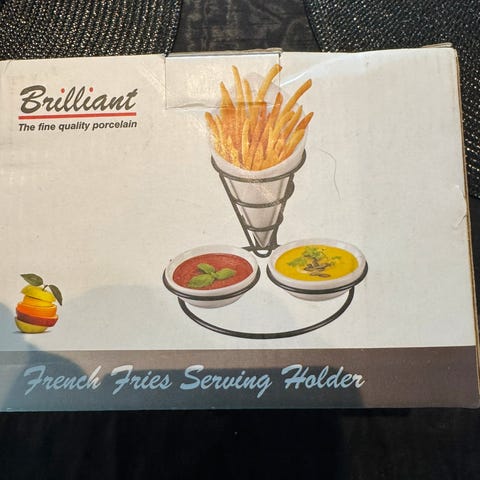 Brilliant
The fine quality porcelain
French Fries Serving Holder